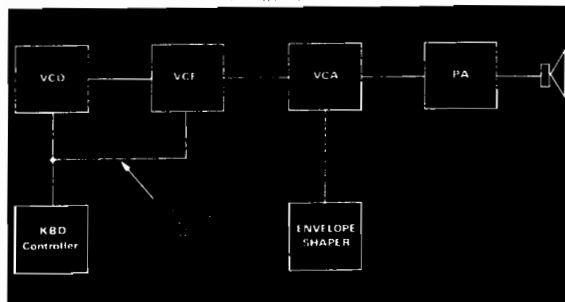 VCO
VCF
VCA
PA
KBD
Controller
ENVELOPE
SHAPER